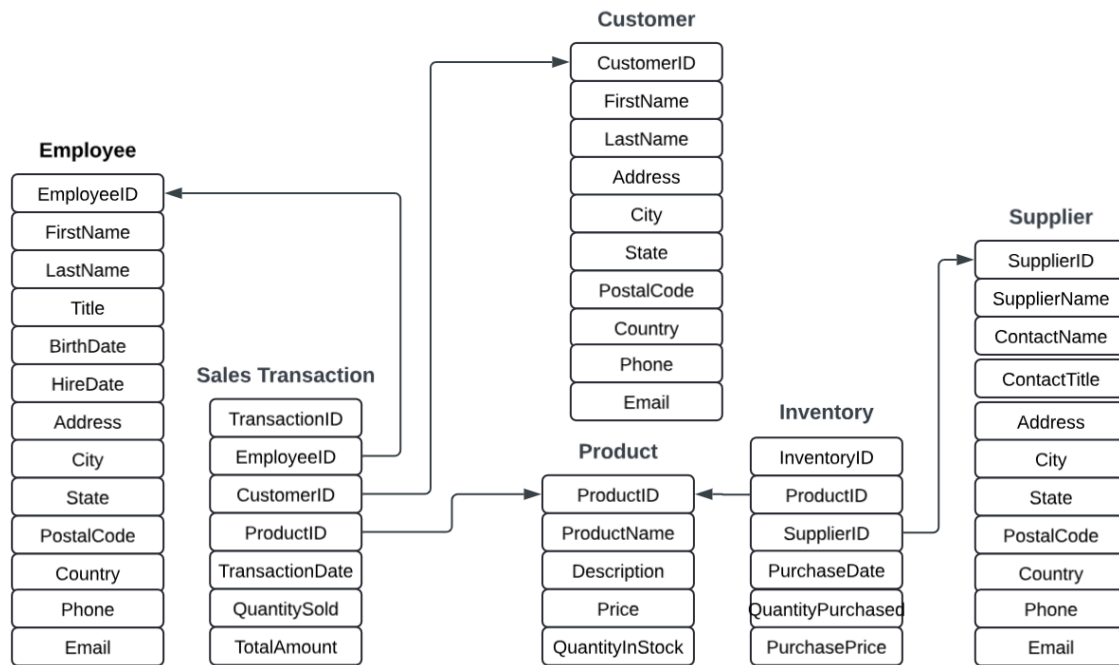 Customer
CustomerID
FirstName
LastName
Address
City
State
PostalCode
Country
Phone
Email
Employee
EmployeeID
FirstName
LastName
Title
BirthDate
HireDate
Address
City
State
PostalCode
Country
Phone
Email
Sales Transaction
TransactionID
EmployeeID
CustomerID
ProductID
TransactionDate
QuantitySold
TotalAmount
Product
ProductID
ProductName
Description
Price
QuantityInStock
Inventory
InventoryID
ProductID
SupplierID
PurchaseDate
QuantityPurchased
PurchasePrice
Supplier
SupplierID
SupplierName
ContactName
ContactTitle
Address
City
State
PostalCode
Country
Phone
Email